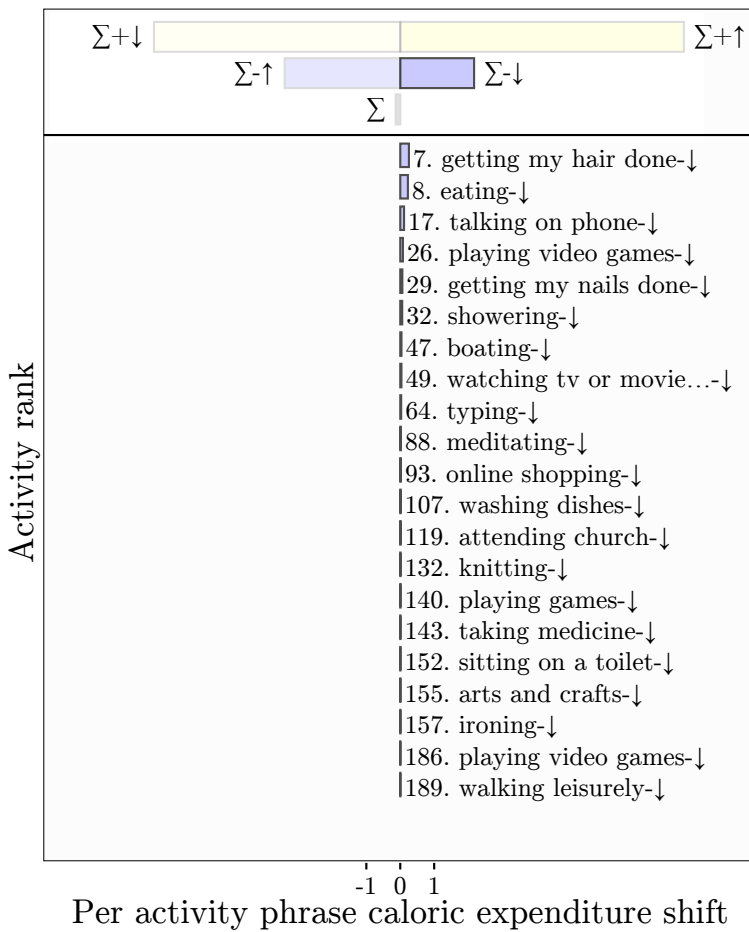 ∑+↓ ∑+↑
∑-↑ ∑-↓
∑
7. getting my hair done-↓
8. eating-↓
17. talking on phone-↓
26. playing video games-↓
29. getting my nails done-↓
32. showering-↓
47. boating-↓
49. watching tv or movie…-↓
64. typing-↓
88. meditating-↓
93. online shopping-↓
107. washing dishes-↓
119. attending church-↓
132. knitting-↓
140. playing games-↓
143. taking medicine-↓
152. sitting on a toilet-↓
155. arts and crafts-↓
157. ironing-↓
186. playing video games-↓
189. walking leisurely-↓
Activity rank
-1 0 1
Per activity phrase caloric expenditure shift